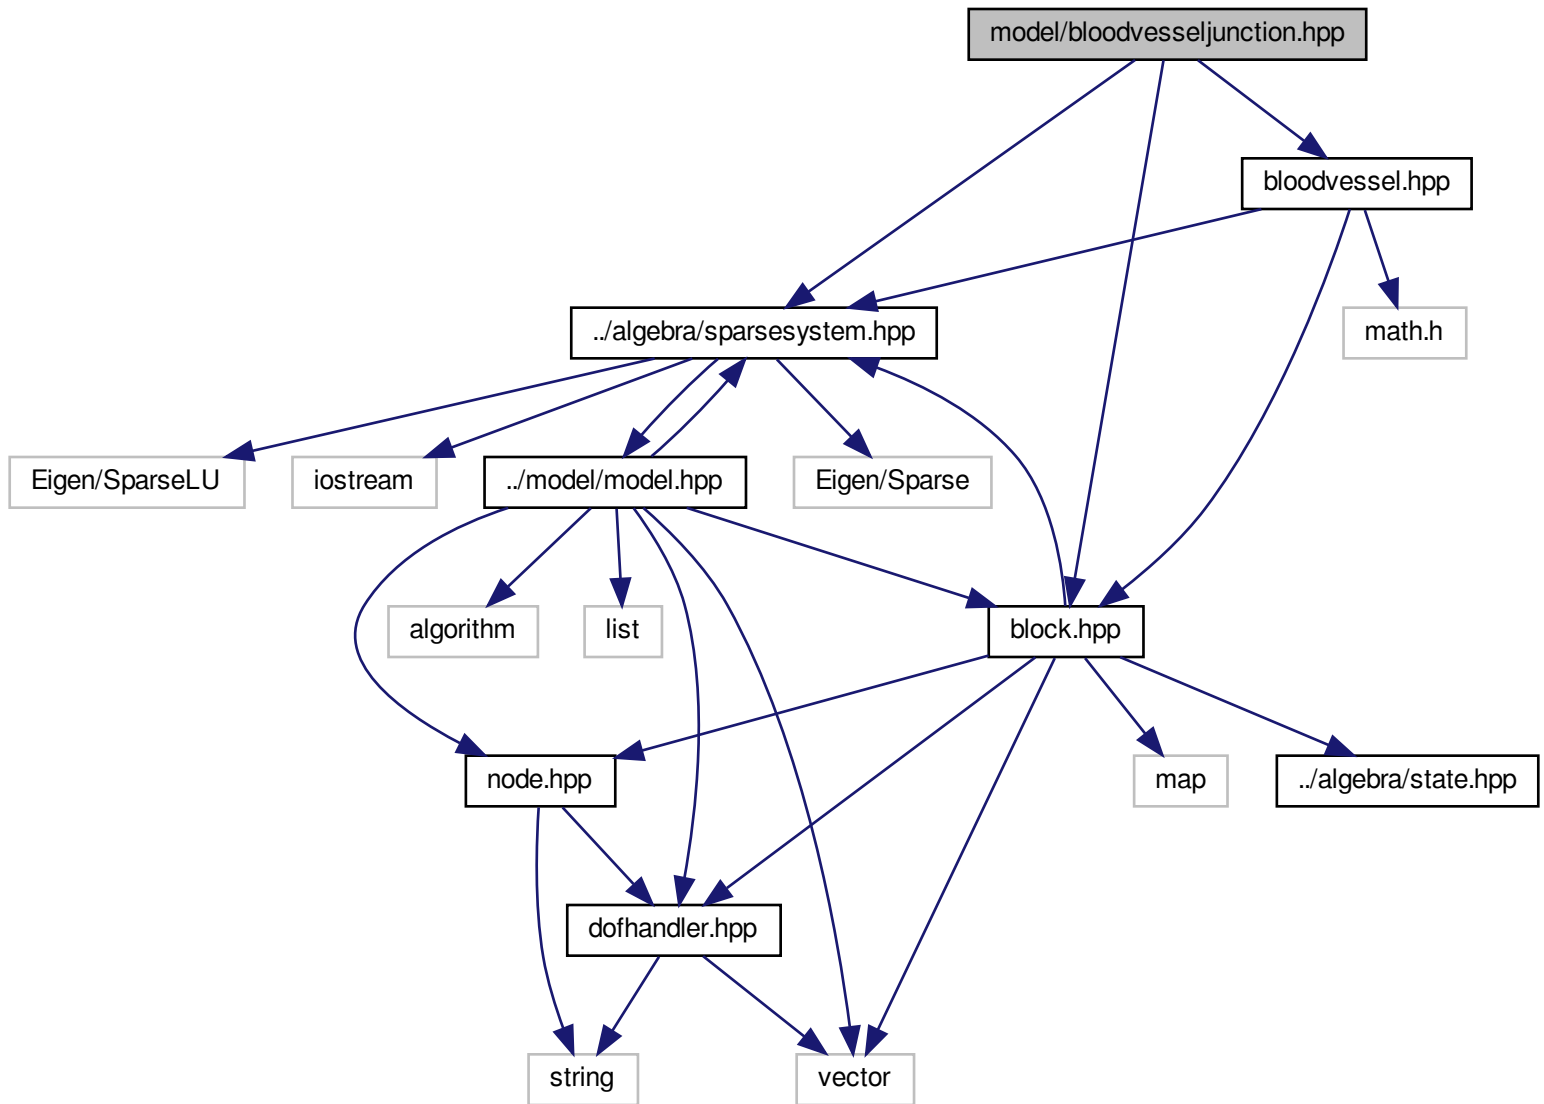 model/bloodvesseljunction.hpp
bloodvessel.hpp
../algebra/sparsesystem.hpp
math.h
Eigen/SparseLU
iostream
../model/model.hpp
Eigen/Sparse
algorithm
list
block.hpp
node.hpp
map
../algebra/state.hpp
dofhandler.hpp
string
vector